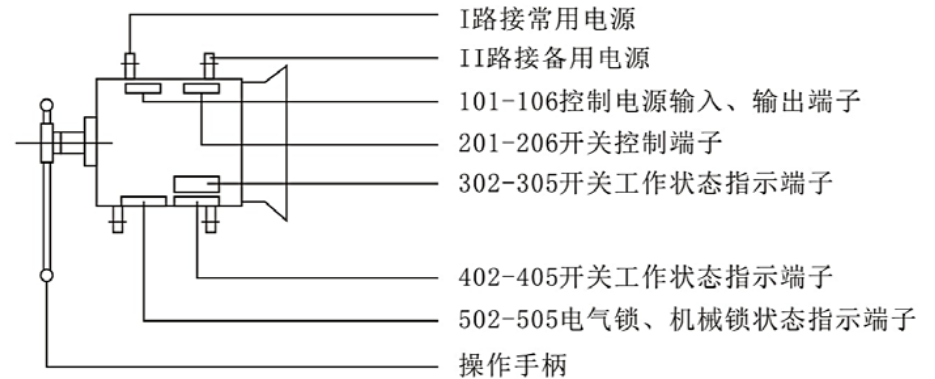 I路接常用电源
II路接备用电源
101-106控制电源输入、输出端子
201-206开关控制端子
302-305开关工作状态指示端子
402-405开关工作状态指示端子
502-505电气锁、机械锁状态指示端子
操作手柄